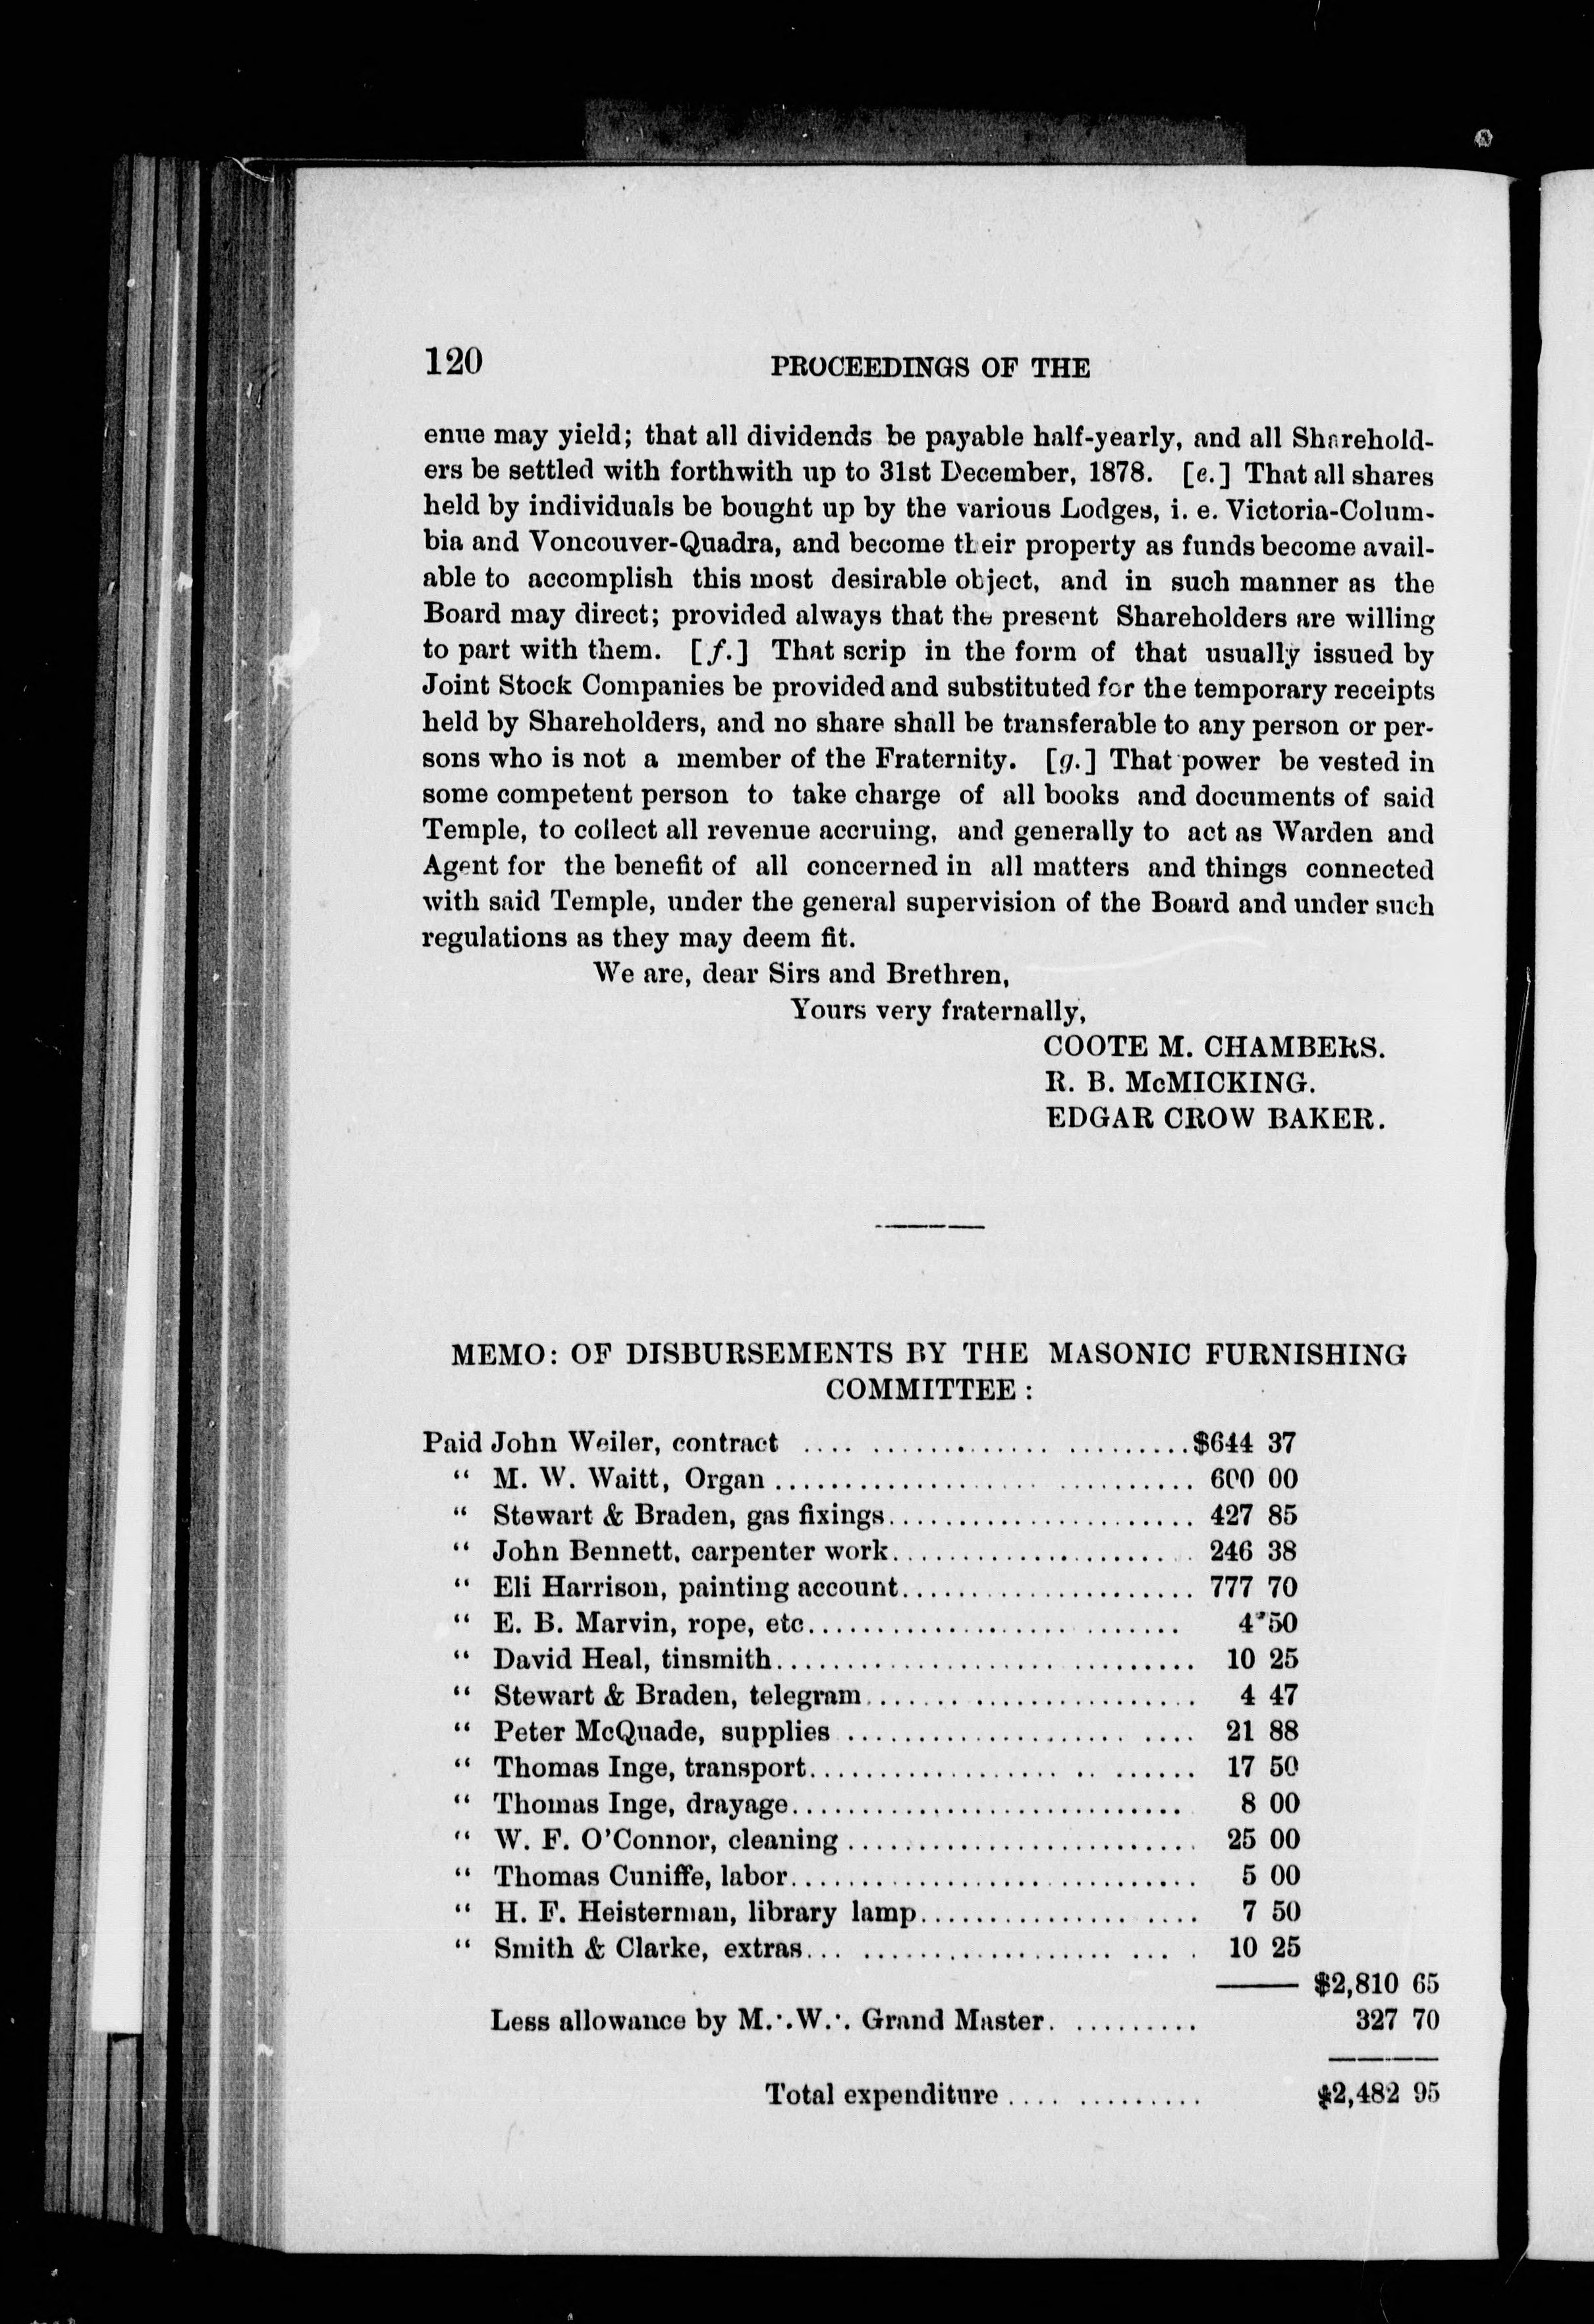 120 PROCEEDINGS OF THE
enue may yield; that all dividends be payable half-yearly, and all Sharehold-
ers be settled with forthwith up to 31st December, 1878. [e.] That all shares
held by individuals be bought up by the various Lodges, i. e. Victoria-Colum-
bia and Voncouver-Quadra, and become their property as funds become avail-
able to accomplish this most desirable object, and in such manner as the
Board may direct; provided always that the present Shareholders are willing
to part with them. [f.] That scrip in the form of that usually issued by
Joint Stock Companies be provided and substituted for the temporary receipts
held by Shareholders, and no share shall be transferable to any person or per-
sons who is not a member of the Fraternity. [g.] That power be vested in
some competent person to take charge of all books and documents of said
Temple, to collect all revenue accruing, and generally to act as Warden and
Agent for the benefit of all concerned in all matters and things connected
with said Temple, under the general supervision of the Board and under such
regulations as they may deem fit.
We are, dear Sirs and Brethren,
Yours very fraternally,
COOTE M. CHAMBERS.
R. B. McMICKING.
EDGAR CROW BAKER.
MEMO: OF DISBURSEMENTS BY THE MASONIC FURNISHING
COMMITTEE:
Paid John Weiler, contract .......... $644 37
" M. W. Waitt, Organ .......... 600 00
" Stewart & Braden, gas fixings.......... 427 85
" John Bennett, carpenter work.......... 246 38
" Eli Harrison, painting account.......... 777 70
" E. B. Marvin, rope, etc.......... 4 50
" David Heal, tinsmith.......... 10 25
" Stewart & Braden, telegram.......... 4 47
" Peter McQuade, supplies .......... 21 88
" Thomas Inge, transport.......... 17 50
" Thomas Inge, drayage.......... 8 00
" W. F. O'Connor, cleaning .......... 25 00
" Thomas Cuniffe, labor.......... 5 00
" H. F. Heisterman, library lamp.......... 7 50
" Smith & Clarke, extras.......... 10 25
$2,810 65
Less allowance by M.·.W.·. Grand Master.......... 327 70
Total expenditure .......... $2,482 95